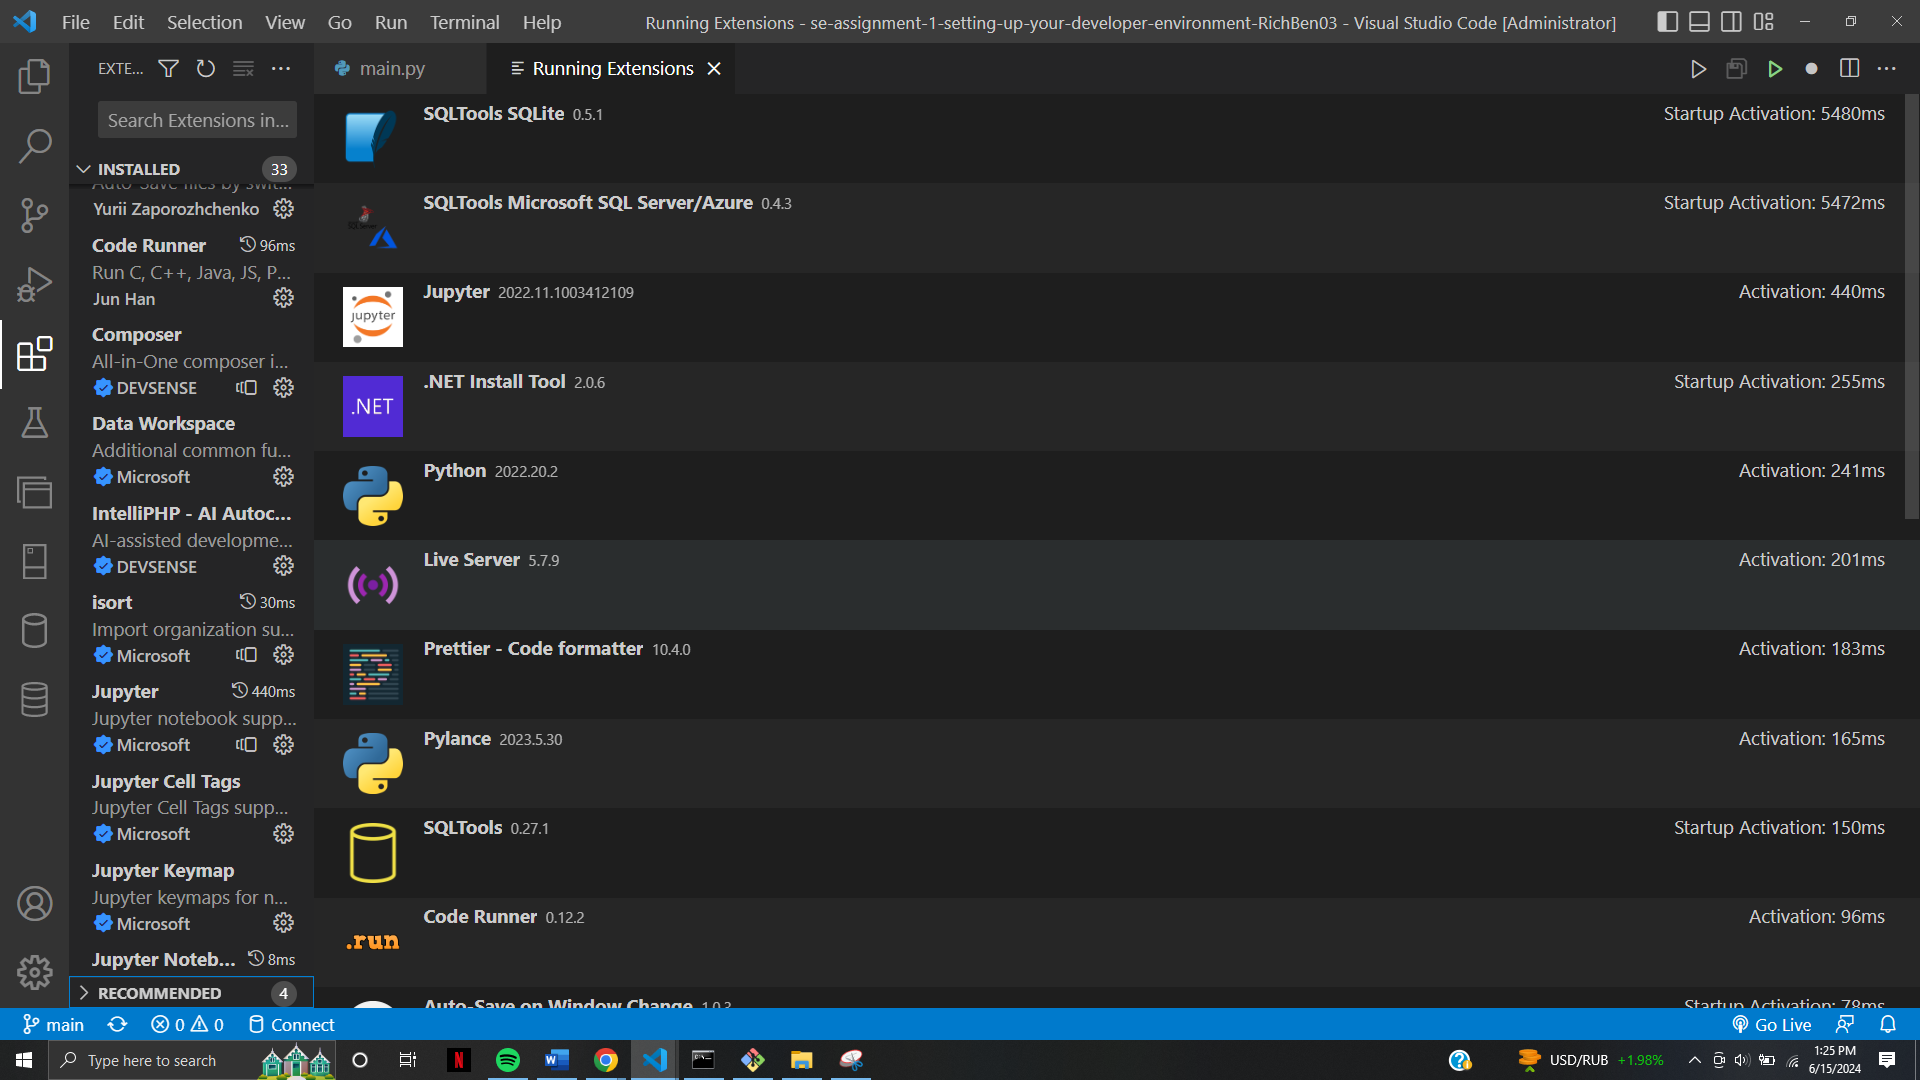 File Edit Selection View Go Run Terminal Help
Running Extensions - se-assignment-1-setting-up-your-developer-environment-RichBen03 - Visual Studio Code [Administrator]
EXTE...
main.py
Running Extensions
Search Extensions in...
INSTALLED 33
Auto-Save files by swit...
Yurii Zaporozhchenko
Code Runner 96ms
Run C, C++, Java, JS, P...
Jun Han
Composer
All-in-One composer i...
DEVSENSE
Data Workspace
Additional common fu...
Microsoft
IntelliPHP - AI Autoc...
AI-assisted developme...
DEVSENSE
isort 30ms
Import organization su...
Microsoft
Jupyter 440ms
Jupyter notebook supp...
Microsoft
Jupyter Cell Tags
Jupyter Cell Tags supp...
Microsoft
Jupyter Keymap
Jupyter keymaps for n...
Microsoft
Jupyter Noteb... 8ms
RECOMMENDED 4
SQLTools SQLite 0.5.1 Startup Activation: 5480ms
SQLTools Microsoft SQL Server/Azure 0.4.3 Startup Activation: 5472ms
Jupyter 2022.11.1003412109 Activation: 440ms
jupyter
.NET Install Tool 2.0.6 Startup Activation: 255ms
.NET
Python 2022.20.2 Activation: 241ms
Live Server 5.7.9 Activation: 201ms
Prettier - Code formatter 10.4.0 Activation: 183ms
Pylance 2023.5.30 Activation: 165ms
SQLTools 0.27.1 Startup Activation: 150ms
Code Runner 0.12.2 Activation: 96ms
.run
Auto-Save on Window Change 1.0.3 Startup Activation: 78ms
main 0 0 Connect
Go Live
Type here to search
USD/RUB +1.98%
1:25 PM
6/15/2024